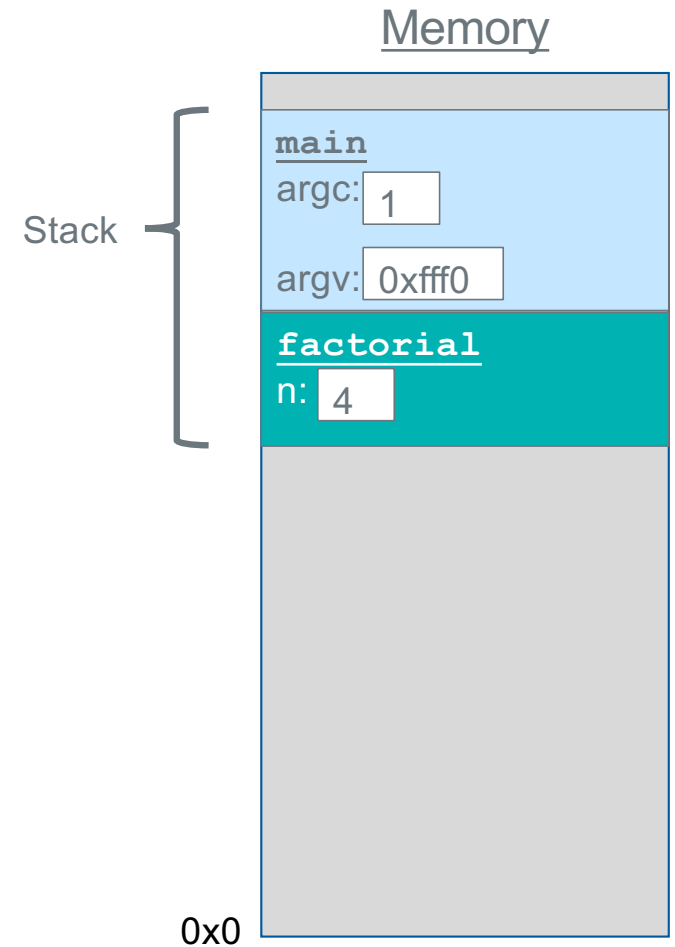 Memory
main
argc: 1
Stack
argv: 0xfff0
factorial
n: 4
0x0